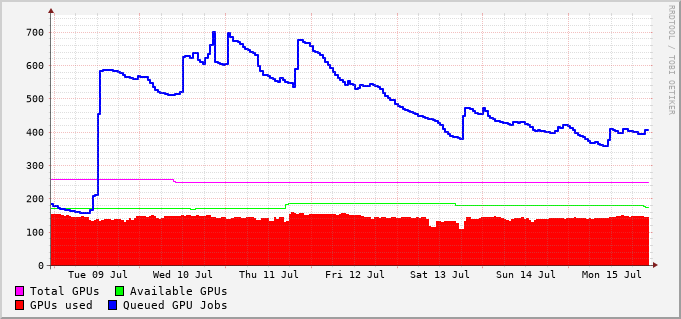 RRDTOOL / TOBI OETIKER
700
600
500
400
300
200
100
0
Tue 09 Jul Wed 10 Jul Thu 11 Jul Fri 12 Jul Sat 13 Jul Sun 14 Jul Mon 15 Jul
Total GPUs Available GPUs
GPUs used Queued GPU Jobs